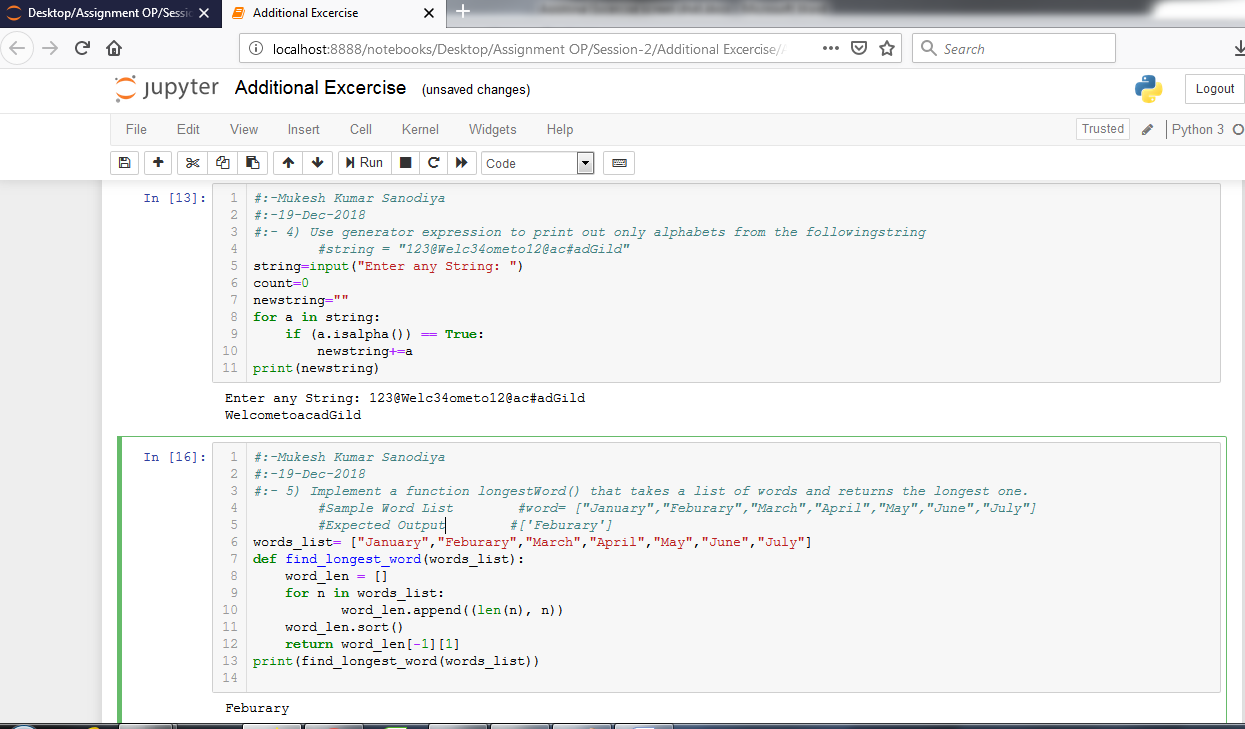 Desktop/Assignment OP/Sessi
Additional Excercise
localhost:8888/notebooks/Desktop/Assignment OP/Session-2/Additional Excercise/
Search
jupyter Additional Excercise (unsaved changes)
Logout
File Edit View Insert Cell Kernel Widgets Help
Trusted
Python 3
Run
Code
In [13]:
1 #:-Mukesh Kumar Sanodiya
2 #:-19-Dec-2018
3 #:- 4) Use generator expression to print out only alphabets from the followingstring
4 #string = "123@Welc34ometo12@ac#adGild"
5 string=input("Enter any String: ")
6 count=0
7 newstring=""
8 for a in string:
9 if (a.isalpha()) == True:
10 newstring+=a
11 print(newstring)
Enter any String: 123@Welc34ometo12@ac#adGild
WelcometoacadGild
In [16]:
1 #:-Mukesh Kumar Sanodiya
2 #:-19-Dec-2018
3 #:- 5) Implement a function longestWord() that takes a list of words and returns the longest one.
4 #Sample Word List #word= ["January","Feburary","March","April","May","June","July"]
5 #Expected Output #['Feburary']
6 words_list= ["January","Feburary","March","April","May","June","July"]
7 def find_longest_word(words_list):
8 word_len = []
9 for n in words_list:
10 word_len.append((len(n), n))
11 word_len.sort()
12 return word_len[-1][1]
13 print(find_longest_word(words_list))
14
Feburary